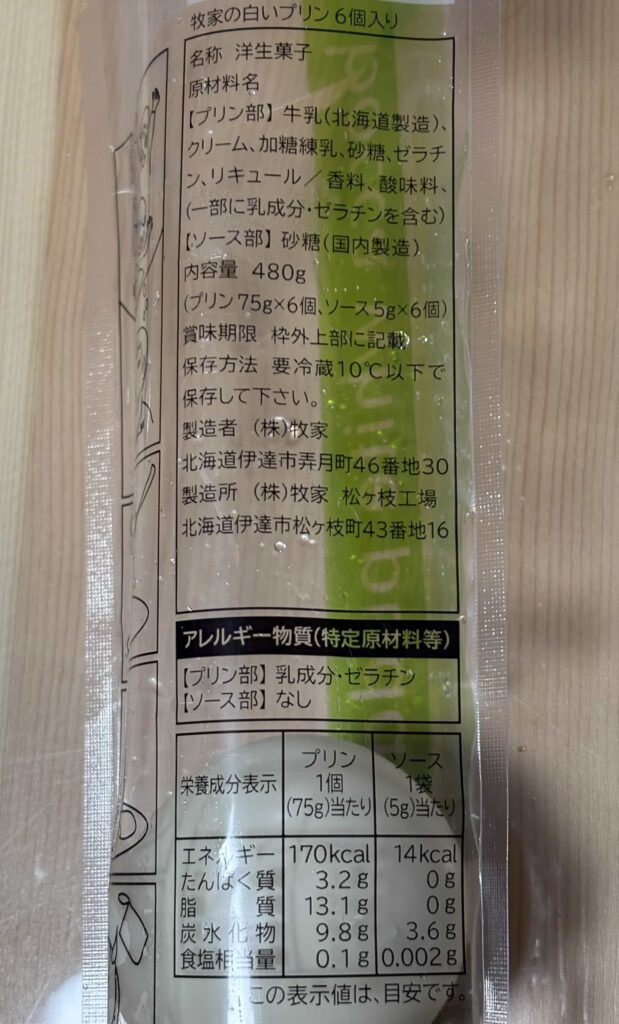 牧家の白いプリン 6個入り
名称 洋生菓子
原材料名
【プリン部】 牛乳(北海道製造)、
クリーム、加糖練乳、砂糖、ゼラチ
ン、リキュール/香料、酸味料、
(一部に乳成分・ゼラチンを含む)
【ソース部】 砂糖(国内製造)
内容量 480g
(プリン75g×6個、ソース5g×6個)
賞味期限 枠外上部に記載
保存方法 要冷蔵10℃以下で
保存して下さい。
製造者 (株)牧家
北海道伊達市弄月町46番地30
製造所 (株)牧家 松ヶ枝工場
北海道伊達市松ヶ枝町43番地16
アレルギー物質(特定原材料等)
【プリン部】 乳成分・ゼラチン
【ソース部】 なし
栄養成分表示 プリン1個(75g)当たり ソース1袋(5g)当たり
エネルギー 170kcal 14kcal
たんぱく質 3.2g 0g
脂質 13.1g 0g
炭水化物 9.8g 3.6g
食塩相当量 0.1g 0.002g
この表示値は、目安です。